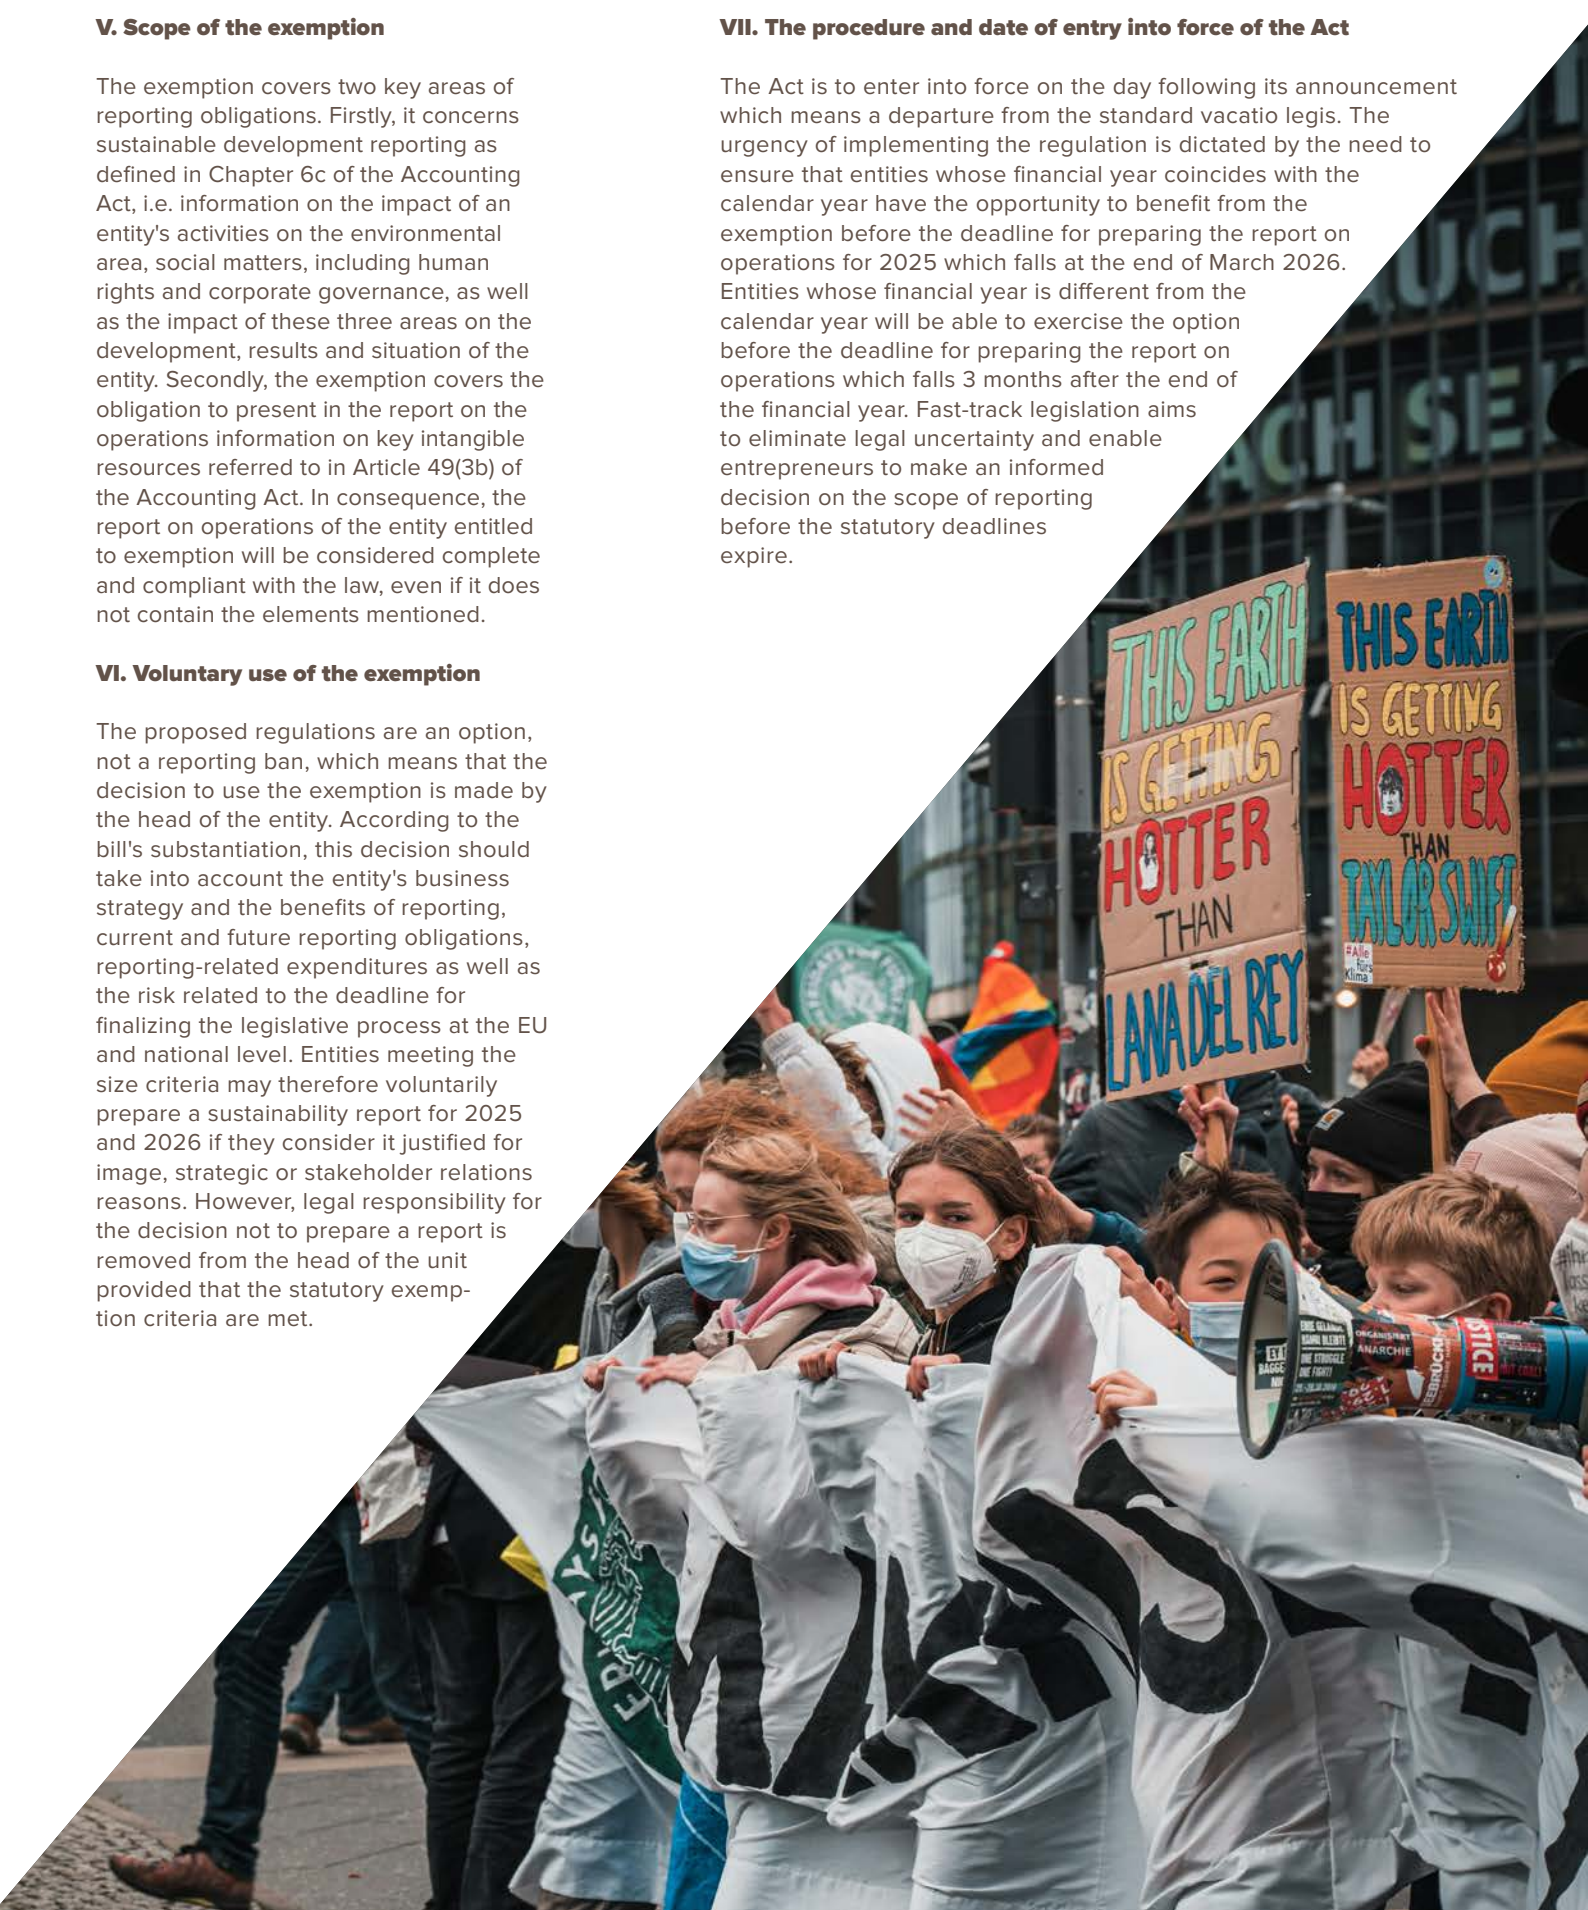 V. Scope of the exemption
The exemption covers two key areas of
reporting obligations. Firstly, it concerns
sustainable development reporting as
defined in Chapter 6c of the Accounting
Act, i.e. information on the impact of an
entity's activities on the environmental
area, social matters, including human
rights and corporate governance, as well
as the impact of these three areas on the
development, results and situation of the
entity. Secondly, the exemption covers the
obligation to present in the report on the
operations information on key intangible
resources referred to in Article 49(3b) of
the Accounting Act. In consequence, the
report on operations of the entity entitled
to exemption will be considered complete
and compliant with the law, even if it does
not contain the elements mentioned.
VI. Voluntary use of the exemption
The proposed regulations are an option,
not a reporting ban, which means that the
decision to use the exemption is made by
the head of the entity. According to the
bill's substantiation, this decision should
take into account the entity's business
strategy and the benefits of reporting,
current and future reporting obligations,
reporting-related expenditures as well as
the risk related to the deadline for
finalizing the legislative process at the EU
and national level. Entities meeting the
size criteria may therefore voluntarily
prepare a sustainability report for 2025
and 2026 if they consider it justified for
image, strategic or stakeholder relations
reasons. However, legal responsibility for
the decision not to prepare a report is
removed from the head of the unit
provided that the statutory exemp-
tion criteria are met.
VII. The procedure and date of entry into force of the Act
The Act is to enter into force on the day following its announcement
which means a departure from the standard vacatio legis. The
urgency of implementing the regulation is dictated by the need to
ensure that entities whose financial year coincides with the
calendar year have the opportunity to benefit from the
exemption before the deadline for preparing the report on
operations for 2025 which falls at the end of March 2026.
Entities whose financial year is different from the
calendar year will be able to exercise the option
before the deadline for preparing the report on
operations which falls 3 months after the end of
the financial year. Fast-track legislation aims
to eliminate legal uncertainty and enable
entrepreneurs to make an informed
decision on the scope of reporting
before the statutory deadlines
expire.
AUCH
ACH SEI
THIS EARTH
IS GETTING
HOTTER
THAN
LANA DEL REY
THIS EARTH
IS GETTING
HOTTER
THAN
TAYLOR SWIFT
#Alle
fürs
Klima
ORGANISIERT
ANARCHIE
ONE STRUGGLE
ONE FIGHT!
STICE
EEBRÜCKE